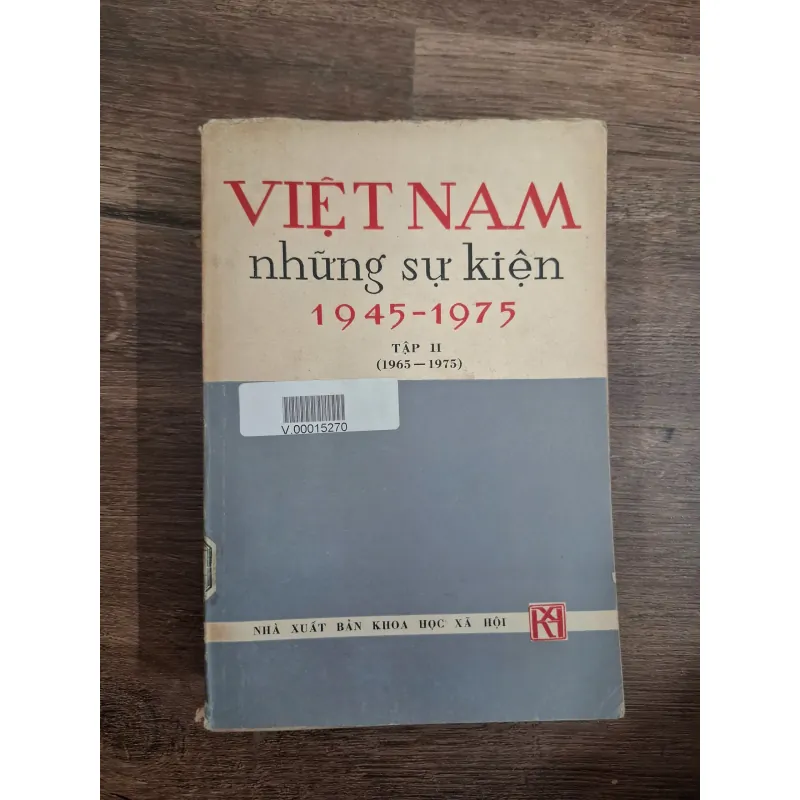 VIỆT NAM
những sự kiện
1945-1975
TẬP II
(1965 — 1975)
V.00015270
NHÀ XUẤT BẢN KHOA HỌC XÃ HỘI